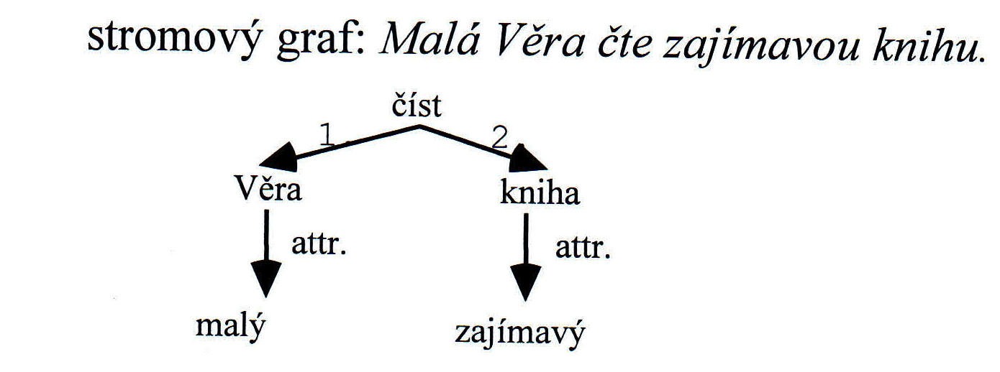 stromový graf: Malá Věra čte zajímavou knihu.
číst
1. 2.
Věra kniha
attr. attr.
malý zajímavý